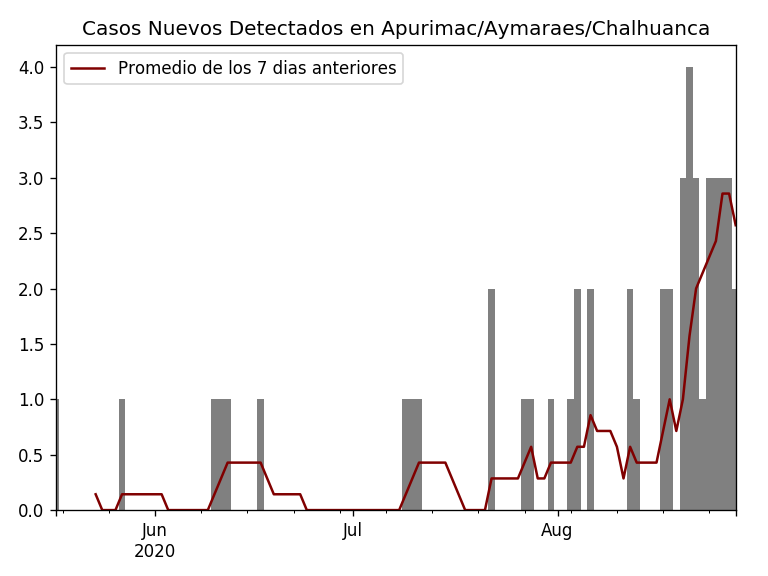 Casos Nuevos Detectados en Apurimac/Aymaraes/Chalhuanca
Promedio de los 7 dias anteriores
4.0
3.5
3.0
2.5
2.0
1.5
1.0
0.5
0.0
Jun
2020
Jul
Aug